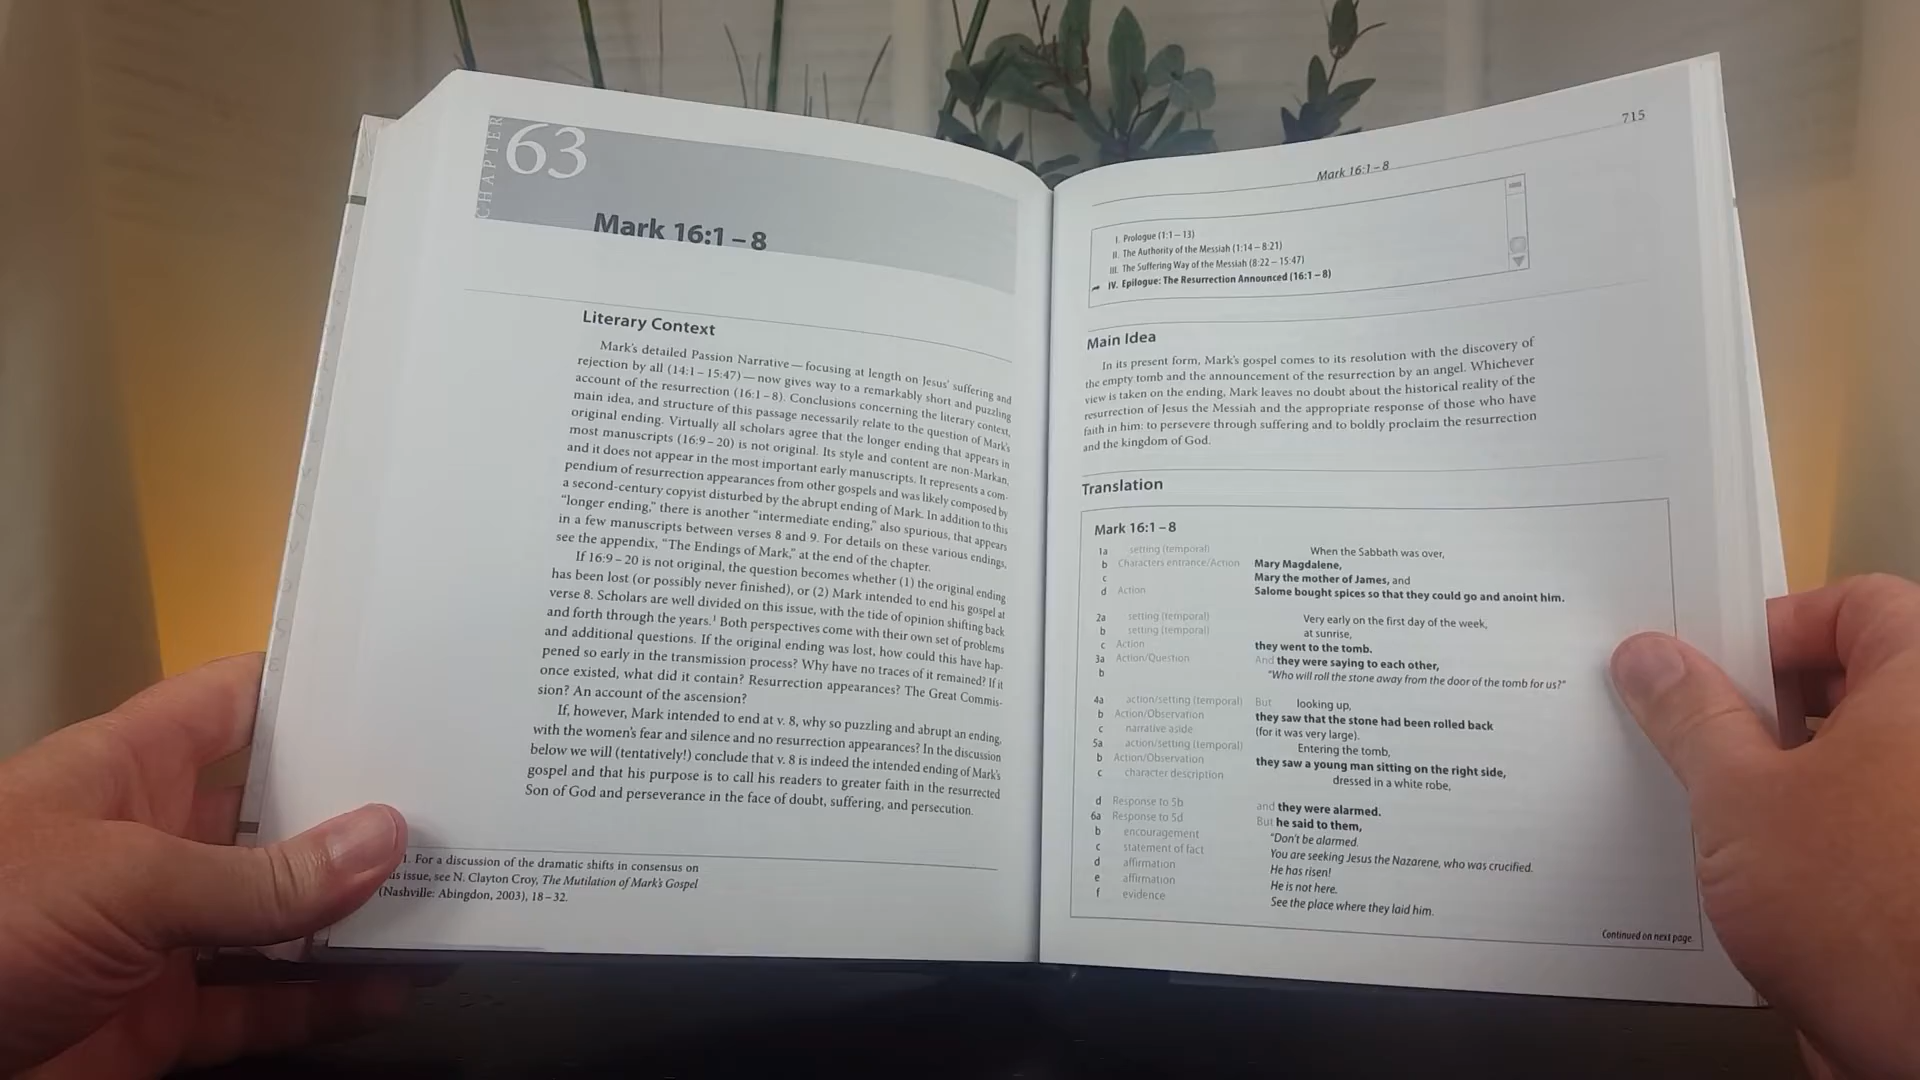 CHAPTER
63
Mark 16:1 – 8
Literary Context
Mark's detailed Passion Narrative — focusing at length on Jesus' suffering and
rejection by all (14:1 – 15:47) — now gives way to a remarkably short and puzzling
account of the resurrection (16:1 – 8). Conclusions concerning the literary context,
main idea, and structure of this passage necessarily relate to the question of Mark's
original ending. Virtually all scholars agree that the longer ending that appears in
most manuscripts (16:9 – 20) is not original. Its style and content are non-Markan,
and it does not appear in the most important early manuscripts. It represents a com-
pendium of resurrection appearances from other gospels and was likely composed by
a second-century copyist disturbed by the abrupt ending of Mark. In addition to this
"longer ending," there is another "intermediate ending," also spurious, that appears
in a few manuscripts between verses 8 and 9. For details on these various endings,
see the appendix, "The Endings of Mark," at the end of the chapter.
If 16:9 – 20 is not original, the question becomes whether (1) the original ending
has been lost (or possibly never finished), or (2) Mark intended to end his gospel at
verse 8. Scholars are well divided on this issue, with the tide of opinion shifting back
and forth through the years.¹ Both perspectives come with their own set of problems
and additional questions. If the original ending was lost, how could this have hap-
pened so early in the transmission process? Why have no traces of it remained? If it
once existed, what did it contain? Resurrection appearances? The Great Commis-
sion? An account of the ascension?
If, however, Mark intended to end at v. 8, why so puzzling and abrupt an ending,
with the women's fear and silence and no resurrection appearances? In the discussion
below we will (tentatively!) conclude that v. 8 is indeed the intended ending of Mark's
gospel and that his purpose is to call his readers to greater faith in the resurrected
Son of God and perseverance in the face of doubt, suffering, and persecution.
1. For a discussion of the dramatic shifts in consensus on
issue, see N. Clayton Croy, The Mutilation of Mark's Gospel
(Nashville: Abingdon, 2003), 18 – 32.
715
Mark 16:1 – 8
I. Prologue (1:1 – 13)
II. The Authority of the Messiah (1:14 – 8:21)
III. The Suffering Way of the Messiah (8:22 – 15:47)
IV. Epilogue: The Resurrection Announced (16:1 – 8)
Main Idea
In its present form, Mark's gospel comes to its resolution with the discovery of
the empty tomb and the announcement of the resurrection by an angel. Whichever
view is taken on the ending, Mark leaves no doubt about the historical reality of the
resurrection of Jesus the Messiah and the appropriate response of those who have
faith in him: to persevere through suffering and to boldly proclaim the resurrection
and the kingdom of God.
Translation
Mark 16:1 – 8
1a setting (temporal) When the Sabbath was over,
b Characters entrance/Action Mary Magdalene,
c Mary the mother of James, and
d Action Salome bought spices so that they could go and anoint him.
2a setting (temporal) Very early on the first day of the week,
b setting (temporal) at sunrise,
c Action they went to the tomb.
3a Action/Question And they were saying to each other,
b "Who will roll the stone away from the door of the tomb for us?"
4a action/setting (temporal) But looking up,
b Action/Observation they saw that the stone had been rolled back
c narrative aside (for it was very large).
5a action/setting (temporal) Entering the tomb,
b Action/Observation they saw a young man sitting on the right side,
c character description dressed in a white robe,
d Response to 5b and they were alarmed.
6a Response to 5d But he said to them,
b encouragement "Don't be alarmed.
c statement of fact You are seeking Jesus the Nazarene, who was crucified.
d affirmation He has risen!
e affirmation He is not here.
f evidence See the place where they laid him.
Continued on next page